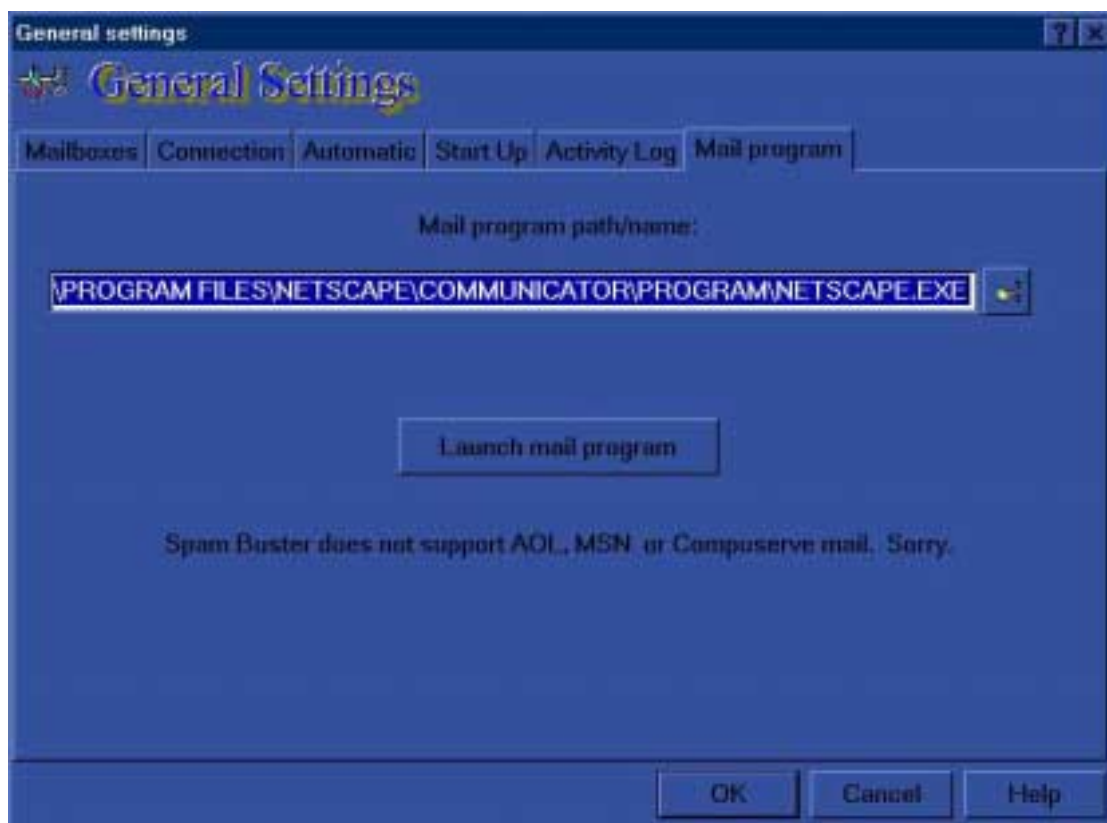 General settings
General Settings
Mailboxes Connection Automatic Start Up Activity Log Mail program
Mail program path/name:
\PROGRAM FILES\NETSCAPE\COMMUNICATOR\PROGRAM\NETSCAPE.EXE
Launch mail program
Spam Buster does not support AOL, MSN or Compuserve mail. Sorry.
OK Cancel Help